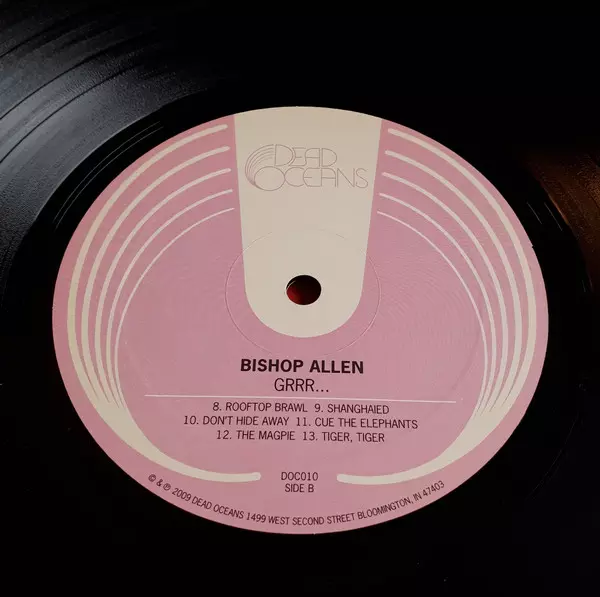 DEAD
OCEANS
BISHOP ALLEN
GRRR...
8. ROOFTOP BRAWL 9. SHANGHAIED
10. DON'T HIDE AWAY 11. CUE THE ELEPHANTS
12. THE MAGPIE 13. TIGER, TIGER
DOC010
SIDE B
© & ℗ 2009 DEAD OCEANS 1499 WEST SECOND STREET BLOOMINGTON, IN 47403